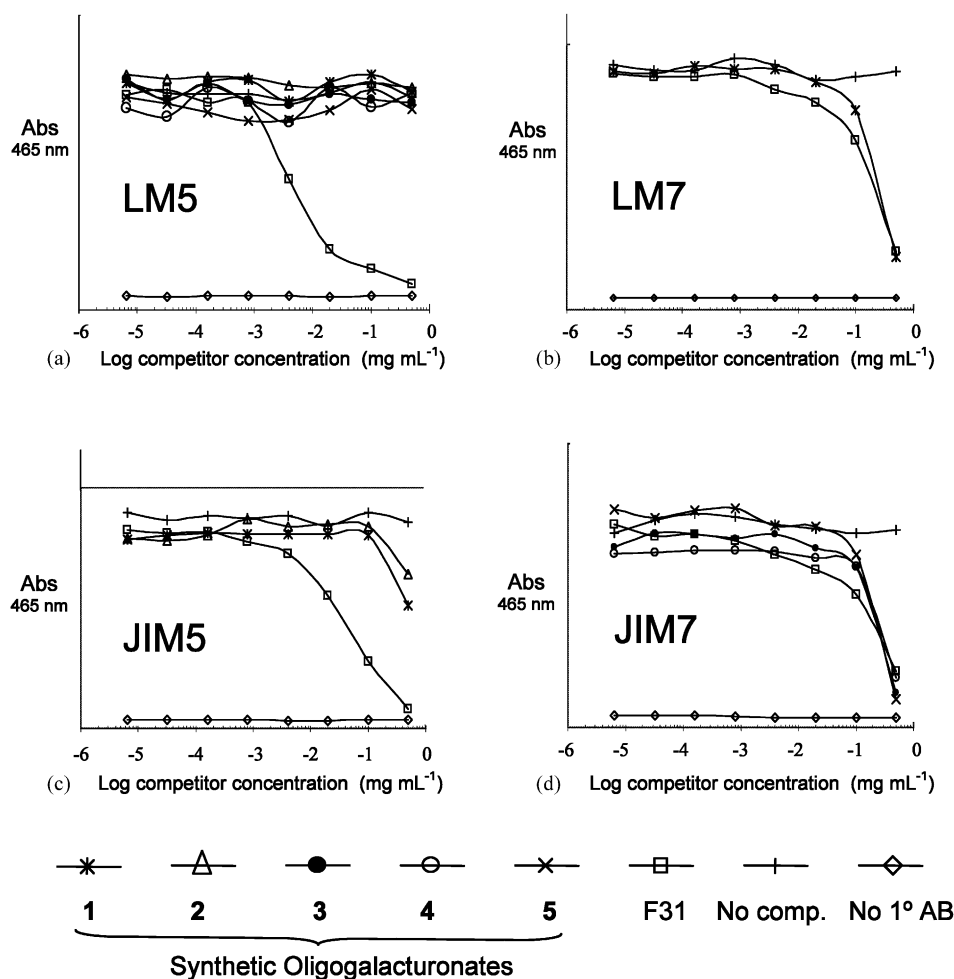 Abs
465 nm
LM5
-6 -5 -4 -3 -2 -1 0
(a) Log competitor concentration (mg mL⁻¹)
Abs
465 nm
LM7
-6 -5 -4 -3 -2 -1 0
(b) Log competitor concentration (mg mL⁻¹)
Abs
465 nm
JIM5
-6 -5 -4 -3 -2 -1 0
(c) Log competitor concentration (mg mL⁻¹)
Abs
465 nm
JIM7
-6 -5 -4 -3 -2 -1 0
(d) Log competitor concentration (mg mL⁻¹)
1 2 3 4 5 F31 No comp. No 1º AB
Synthetic Oligogalacturonates